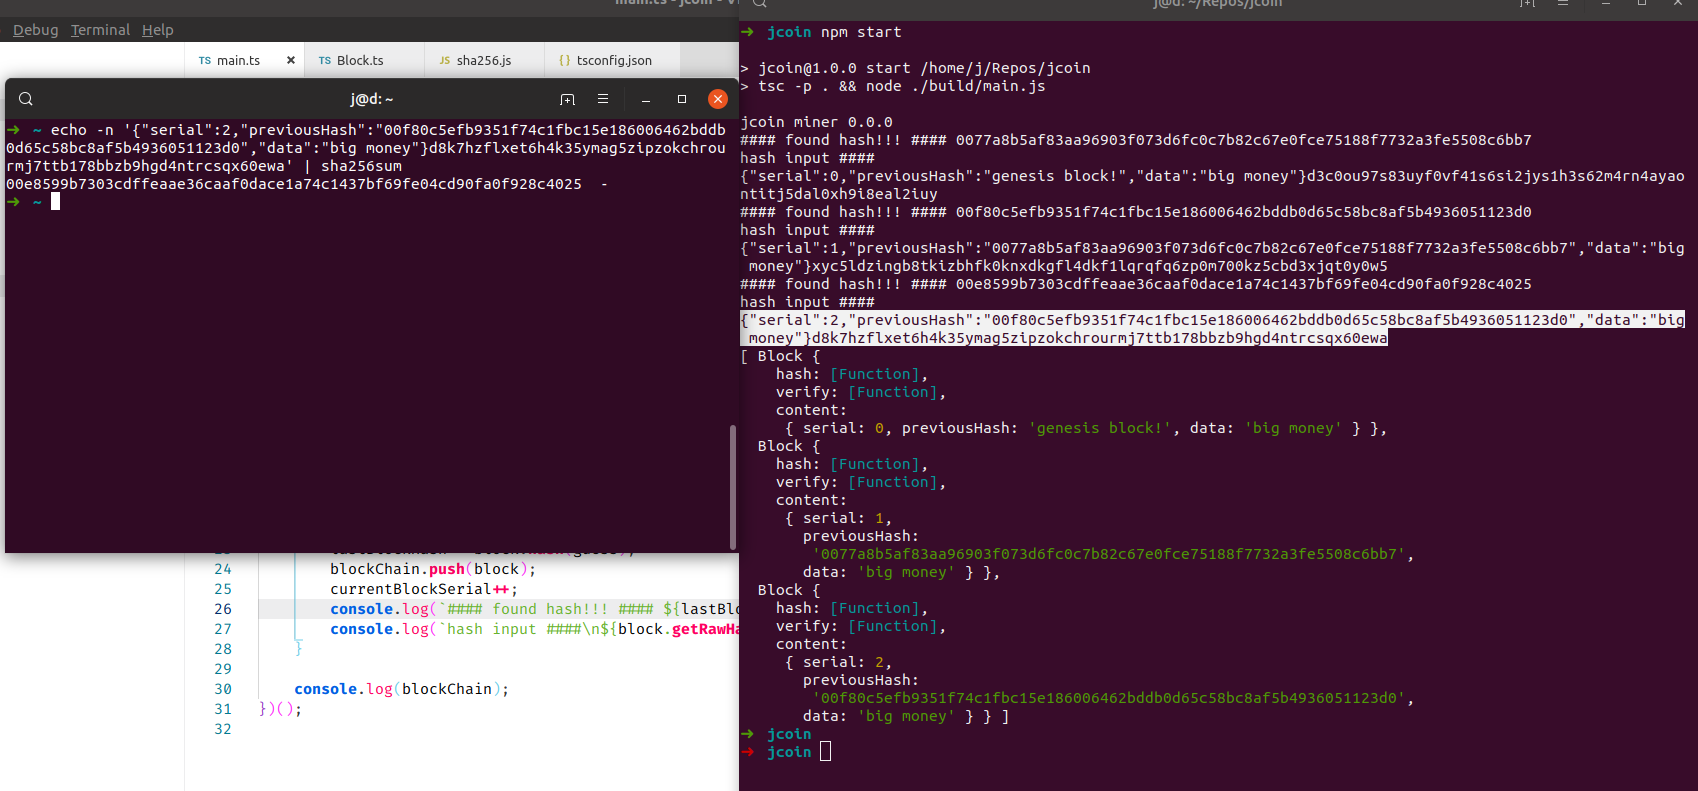 main.ts - jcoin - V
Debug Terminal Help
TS main.ts × TS Block.ts JS sha256.js {} tsconfig.json
j@d: ~
➜ ~ echo -n '{"serial":2,"previousHash":"00f80c5efb9351f74c1fbc15e186006462bddb
0d65c58bc8af5b4936051123d0","data":"big money"}d8k7hzflxet6h4k35ymag5zipzokchrou
rmj7ttb178bbzb9hgd4ntrcsqx60ewa' | sha256sum
00e8599b7303cdffeaae36caaf0dace1a74c1437bf69fe04cd90fa0f928c4025  -
➜ ~
24 blockChain.push(block);
25 currentBlockSerial++;
26 console.log(`#### found hash!!! #### ${lastBlo
27 console.log(`hash input ####\n${block.getRawHa
28 }
29
30 console.log(blockChain);
31 })();
32
j@d: ~/Repos/jcoin
➜ jcoin npm start
> jcoin@1.0.0 start /home/j/Repos/jcoin
> tsc -p . && node ./build/main.js
jcoin miner 0.0.0
#### found hash!!! #### 0077a8b5af83aa96903f073d6fc0c7b82c67e0fce75188f7732a3fe5508c6bb7
hash input ####
{"serial":0,"previousHash":"genesis block!","data":"big money"}d3c0ou97s83uyf0vf41s6si2jys1h3s62m4rn4ayao
ntitj5dal0xh9i8eal2iuy
#### found hash!!! #### 00f80c5efb9351f74c1fbc15e186006462bddb0d65c58bc8af5b4936051123d0
hash input ####
{"serial":1,"previousHash":"0077a8b5af83aa96903f073d6fc0c7b82c67e0fce75188f7732a3fe5508c6bb7","data":"big
money"}xyc5ldzingb8tkizbhfk0knxdkgfl4dkf1lqrqfq6zp0m700kz5cbd3xjqt0y0w5
#### found hash!!! #### 00e8599b7303cdffeaae36caaf0dace1a74c1437bf69fe04cd90fa0f928c4025
hash input ####
{"serial":2,"previousHash":"00f80c5efb9351f74c1fbc15e186006462bddb0d65c58bc8af5b4936051123d0","data":"big
money"}d8k7hzflxet6h4k35ymag5zipzokchrourmj7ttb178bbzb9hgd4ntrcsqx60ewa
[ Block {
hash: [Function],
verify: [Function],
content:
{ serial: 0, previousHash: 'genesis block!', data: 'big money' } },
Block {
hash: [Function],
verify: [Function],
content:
{ serial: 1,
previousHash:
'0077a8b5af83aa96903f073d6fc0c7b82c67e0fce75188f7732a3fe5508c6bb7',
data: 'big money' } },
Block {
hash: [Function],
verify: [Function],
content:
{ serial: 2,
previousHash:
'00f80c5efb9351f74c1fbc15e186006462bddb0d65c58bc8af5b4936051123d0',
data: 'big money' } } ]
➜ jcoin
➜ jcoin